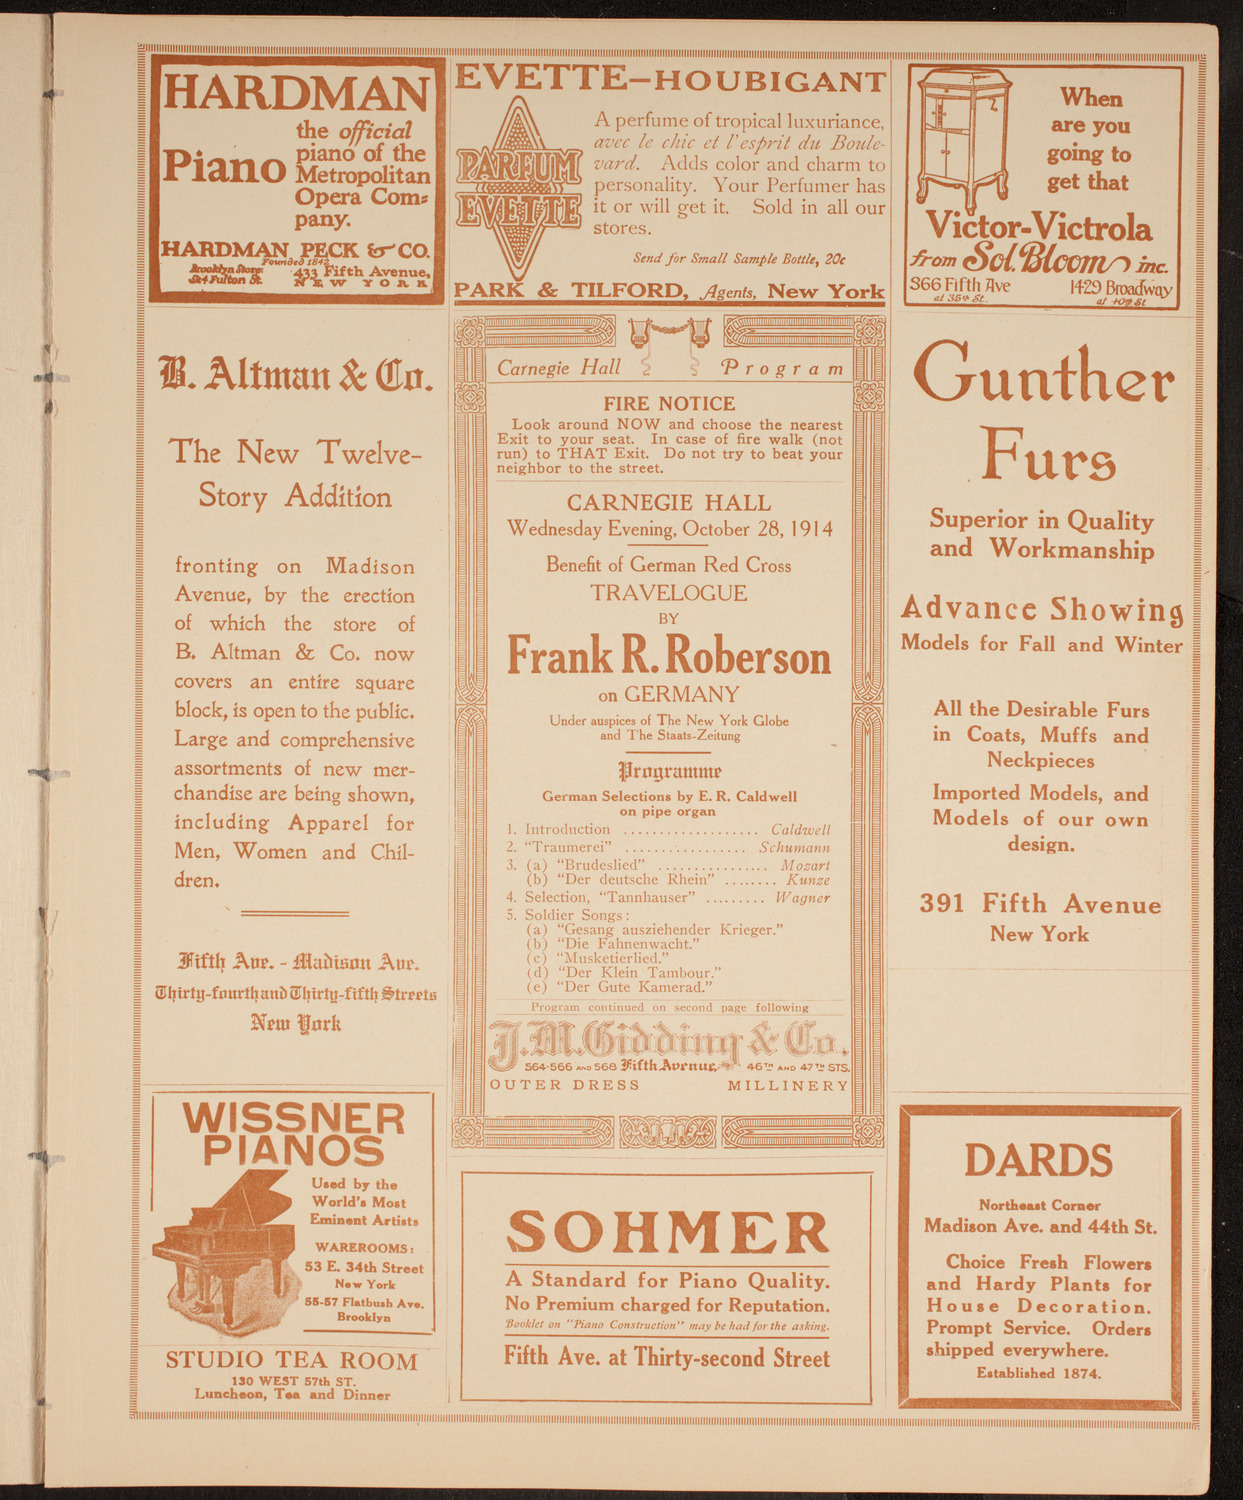 HARDMAN
Piano
the official
piano of the
Metropolitan
Opera Com=
pany.
HARDMAN, PECK & CO.
Founded 1842
Brooklyn Store:
433 Fifth Avenue,
NEW YORK
EVETTE–HOUBIGANT
PARFUM
EVETTE
A perfume of tropical luxuriance,
avec le chic et l'esprit du Boule-
vard. Adds color and charm to
personality. Your Perfumer has
it or will get it. Sold in all our
stores.
Send for Small Sample Bottle, 20c
PARK & TILFORD, Agents, New York
When
are you
going to
get that
Victor-Victrola
from Sol. Bloom inc.
366 Fifth Ave
at 35th St.
1429 Broadway
at 40th St
B. Altman & Co.
The New Twelve-
Story Addition
fronting on Madison
Avenue, by the erection
of which the store of
B. Altman & Co. now
covers an entire square
block, is open to the public.
Large and comprehensive
assortments of new mer-
chandise are being shown,
including Apparel for
Men, Women and Chil-
dren.
Fifth Ave. - Madison Ave.
Thirty-fourth and Thirty-fifth Streets
New York
WISSNER
PIANOS
Used by the
World's Most
Eminent Artists
WAREROOMS:
53 E. 34th Street
New York
55-57 Flatbush Ave.
Brooklyn
STUDIO TEA ROOM
130 WEST 57th ST.
Luncheon, Tea and Dinner
Carnegie Hall Program
FIRE NOTICE
Look around NOW and choose the nearest
Exit to your seat. In case of fire walk (not
run) to THAT Exit. Do not try to beat your
neighbor to the street.
CARNEGIE HALL
Wednesday Evening, October 28, 1914
Benefit of German Red Cross
TRAVELOGUE
BY
Frank R. Roberson
on GERMANY
Under auspices of The New York Globe
and The Staats-Zeitung
Programme
German Selections by E. R. Caldwell
on pipe organ
1. Introduction ................... Caldwell
2. "Traumerei" ................. Schumann
3. (a) "Brudeslied" ................ Mozart
(b) "Der deutsche Rhein" ........ Kunze
4. Selection, "Tannhauser" ......... Wagner
5. Soldier Songs:
(a) "Gesang ausziehender Krieger."
(b) "Die Fahnenwacht."
(c) "Musketierlied."
(d) "Der Klein Tambour."
(e) "Der Gute Kamerad."
Program continued on second page following
J.M. Gidding & Co.
564-566 AND 568 Fifth Avenue, 46TH AND 47TH STS.
OUTER DRESS MILLINERY
SOHMER
A Standard for Piano Quality.
No Premium charged for Reputation.
Booklet on "Piano Construction" may be had for the asking.
Fifth Ave. at Thirty-second Street
Gunther
Furs
Superior in Quality
and Workmanship
Advance Showing
Models for Fall and Winter
All the Desirable Furs
in Coats, Muffs and
Neckpieces
Imported Models, and
Models of our own
design.
391 Fifth Avenue
New York
DARDS
Northeast Corner
Madison Ave. and 44th St.
Choice Fresh Flowers
and Hardy Plants for
House Decoration.
Prompt Service. Orders
shipped everywhere.
Established 1874.